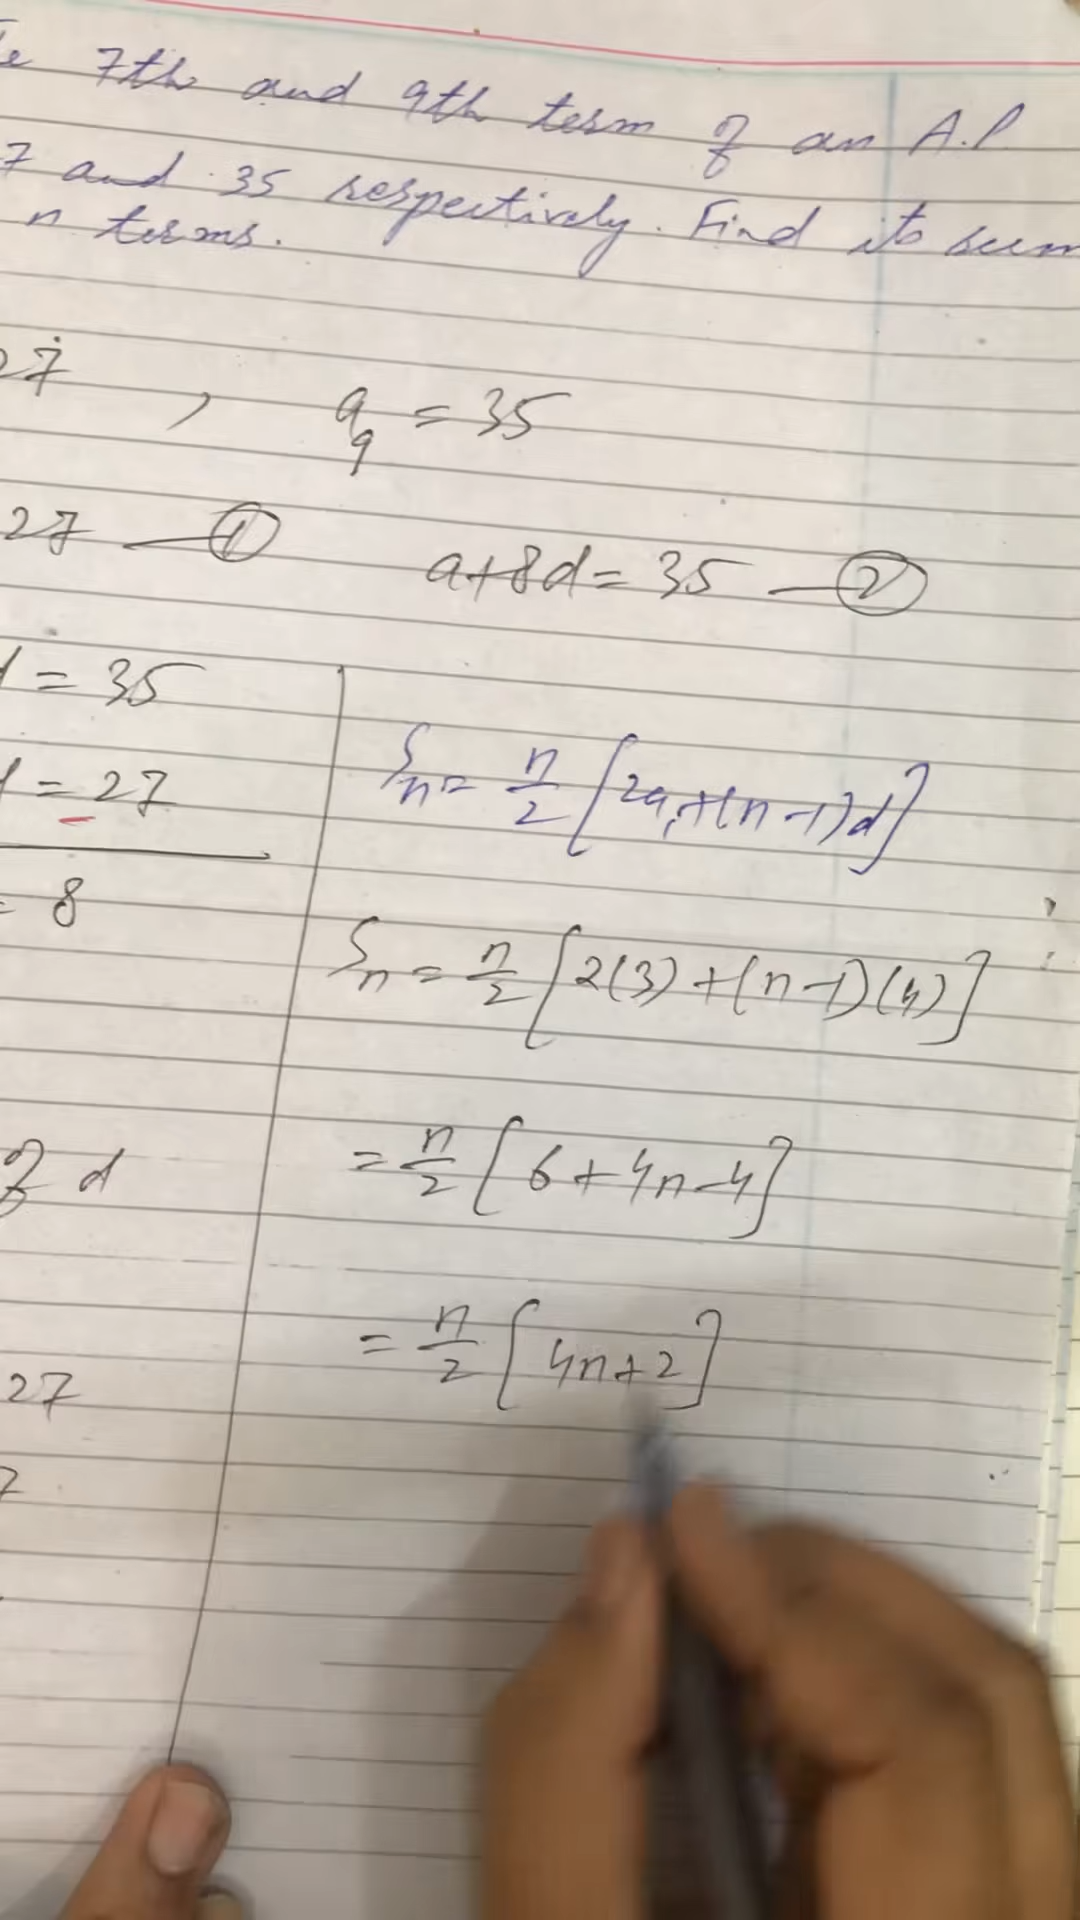 7th and 9th term of an A.P.
7 and 35 respectively. Find its sum
n terms.
27 , a₉ = 35
27 — ① a+8d = 35 — ②
d = 35
d = 27
= 8
Sₙ = n/2 [2a₁+(n-1)d]
Sₙ = n/2 [2(3)+(n-1)(4)]
= n/2 [6+4n-4]
of d
= n/2 [4n+2]
27